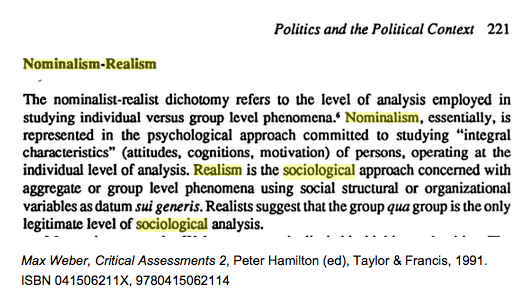 Politics and the Political Context 221
Nominalism-Realism
The nominalist-realist dichotomy refers to the level of analysis employed in
studying individual versus group level phenomena.⁶ Nominalism, essentially, is
represented in the psychological approach committed to studying "integral
characteristics" (attitudes, cognitions, motivation) of persons, operating at the
individual level of analysis. Realism is the sociological approach concerned with
aggregate or group level phenomena using social structural or organizational
variables as datum sui generis. Realists suggest that the group qua group is the only
legitimate level of sociological analysis.
Max Weber, Critical Assessments 2, Peter Hamilton (ed), Taylor & Francis, 1991.
ISBN 041506211X, 9780415062114